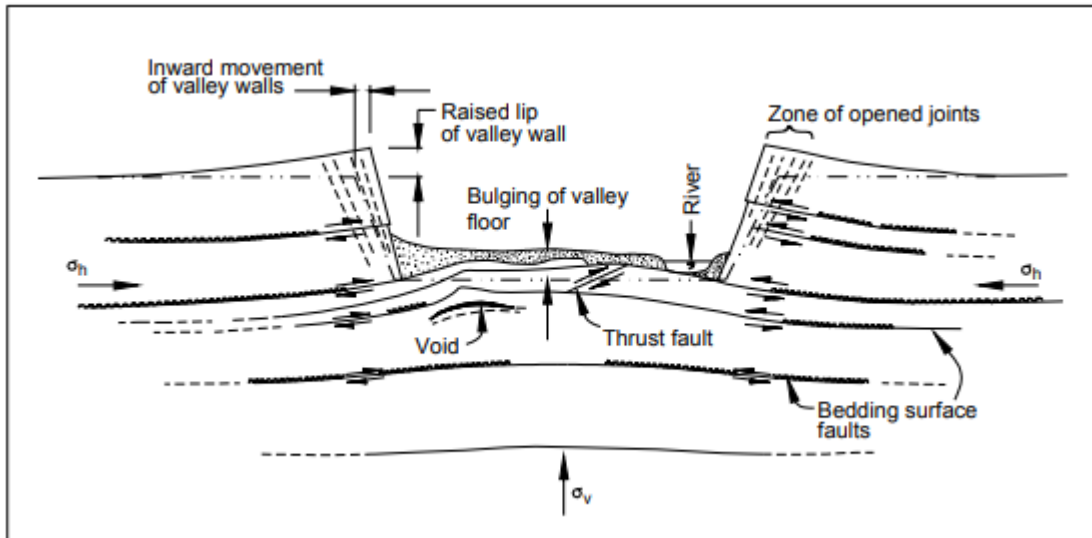 Inward movement
of valley walls
Raised lip
of valley wall
Zone of opened joints
Bulging of valley
floor
River
σh
σh
Void
Thrust fault
Bedding surface
faults
σv